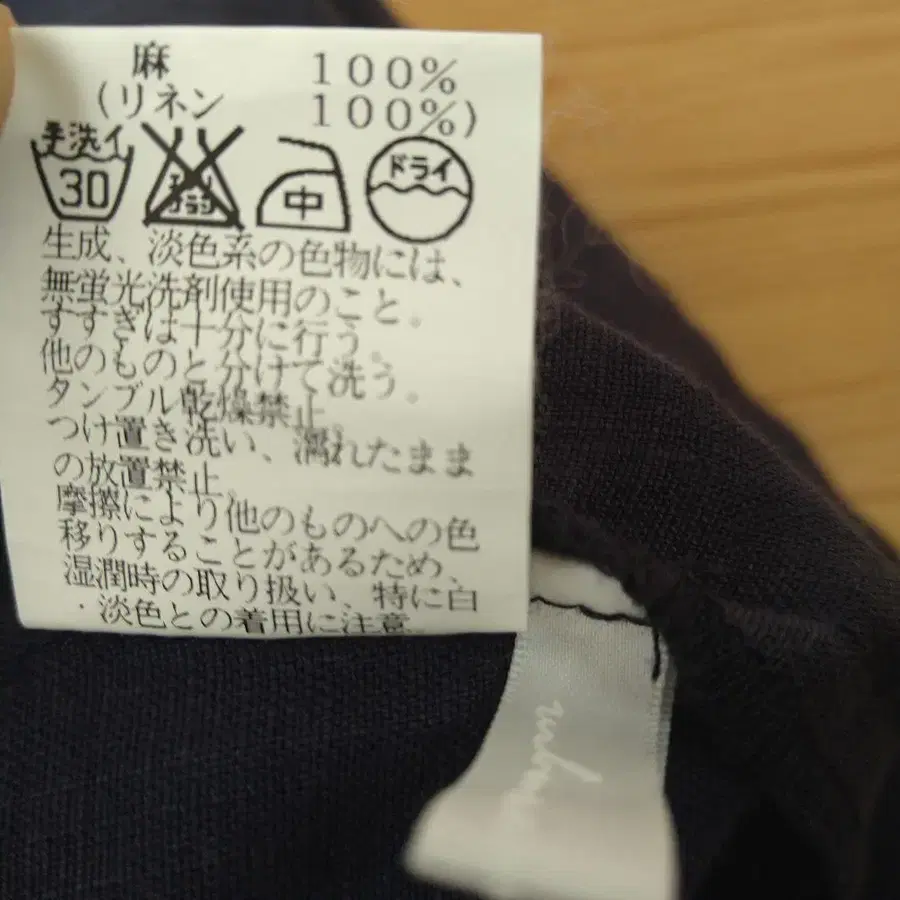 麻 100%
(リネン 100%)
手洗イ 30 エンソサラシ 中 ドライ
生成、淡色系の色物には、
無蛍光洗剤使用のこと。
すすぎは十分に行う。
他のものと分けて洗う。
タンブル乾燥禁止。
つけ置き洗い、濡れたまま
の放置禁止。
摩擦により他のものへの色
移りすることがあるため、
湿潤時の取り扱い、特に白
・淡色との着用に注意。